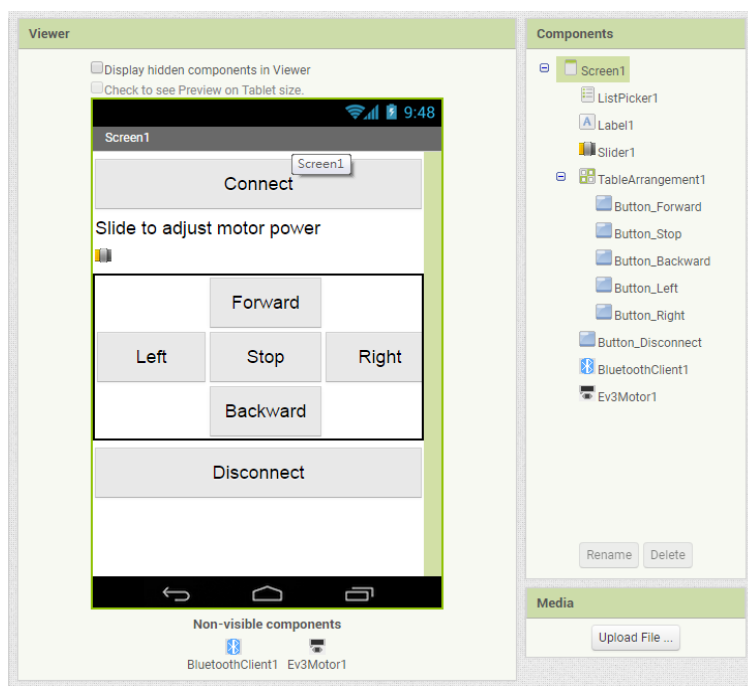 Viewer
Display hidden components in Viewer
Check to see Preview on Tablet size.
9:48
Screen1
Screen1
Connect
Slide to adjust motor power
Forward
Left Stop Right
Backward
Disconnect
Non-visible components
BluetoothClient1 Ev3Motor1
Components
Screen1
ListPicker1
A Label1
Slider1
TableArrangement1
Button_Forward
Button_Stop
Button_Backward
Button_Left
Button_Right
Button_Disconnect
BluetoothClient1
Ev3Motor1
Rename Delete
Media
Upload File ...